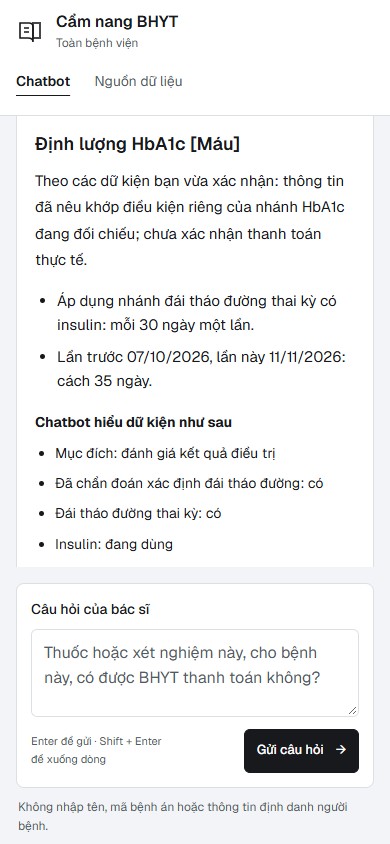 Cẩm nang BHYT
Toàn bệnh viện
Chatbot Nguồn dữ liệu
Định lượng HbA1c [Máu]
Theo các dữ kiện bạn vừa xác nhận: thông tin
đã nêu khớp điều kiện riêng của nhánh HbA1c
đang đối chiếu; chưa xác nhận thanh toán
thực tế.
• Áp dụng nhánh đái tháo đường thai kỳ có
insulin: mỗi 30 ngày một lần.
• Lần trước 07/10/2026, lần này 11/11/2026:
cách 35 ngày.
Chatbot hiểu dữ kiện như sau
• Mục đích: đánh giá kết quả điều trị
• Đã chẩn đoán xác định đái tháo đường: có
• Đái tháo đường thai kỳ: có
• Insulin: đang dùng
Câu hỏi của bác sĩ
Thuốc hoặc xét nghiệm này, cho bệnh
này, có được BHYT thanh toán không?
Enter để gửi · Shift + Enter
để xuống dòng
Gửi câu hỏi →
Không nhập tên, mã bệnh án hoặc thông tin định danh người
bệnh.